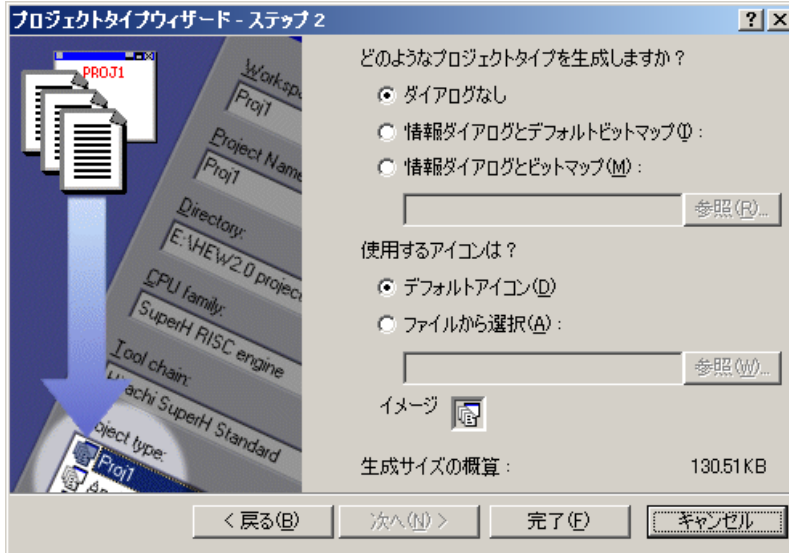 プロジェクトタイプウィザード - ステップ 2
PROJ1
Workspa
Proj1
Project Name
Proj1
Directory:
E:\HEW2.0 project
CPU family:
SuperH RISC engine
Tool chain:
Hitachi SuperH Standard
oject type:
Proj1
どのようなプロジェクトタイプを生成しますか?
ダイアログなし
情報ダイアログとデフォルトビットマップ(I) :
情報ダイアログとビットマップ(M) :
参照(R)...
使用するアイコンは?
デフォルトアイコン(D)
ファイルから選択(A) :
参照(W)...
イメージ
生成サイズの概算 : 130.51KB
< 戻る(B) 次へ(N) > 完了(F) キャンセル